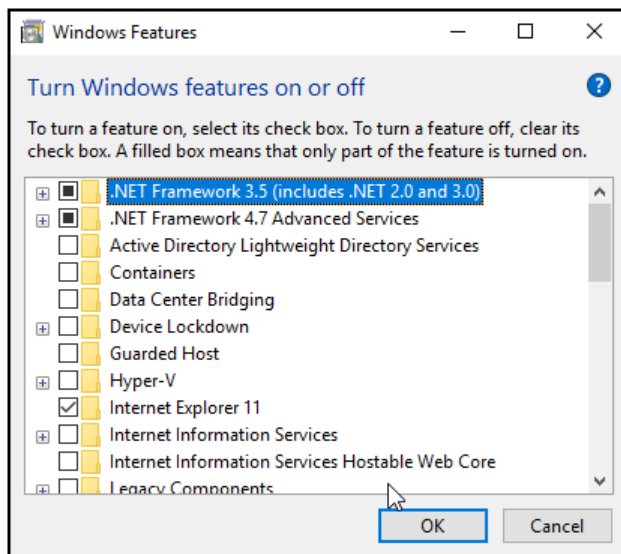 Windows Features
Turn Windows features on or off
?
To turn a feature on, select its check box. To turn a feature off, clear its
check box. A filled box means that only part of the feature is turned on.
.NET Framework 3.5 (includes .NET 2.0 and 3.0)
.NET Framework 4.7 Advanced Services
Active Directory Lightweight Directory Services
Containers
Data Center Bridging
Device Lockdown
Guarded Host
Hyper-V
Internet Explorer 11
Internet Information Services
Internet Information Services Hostable Web Core
Legacy Components
OK
Cancel